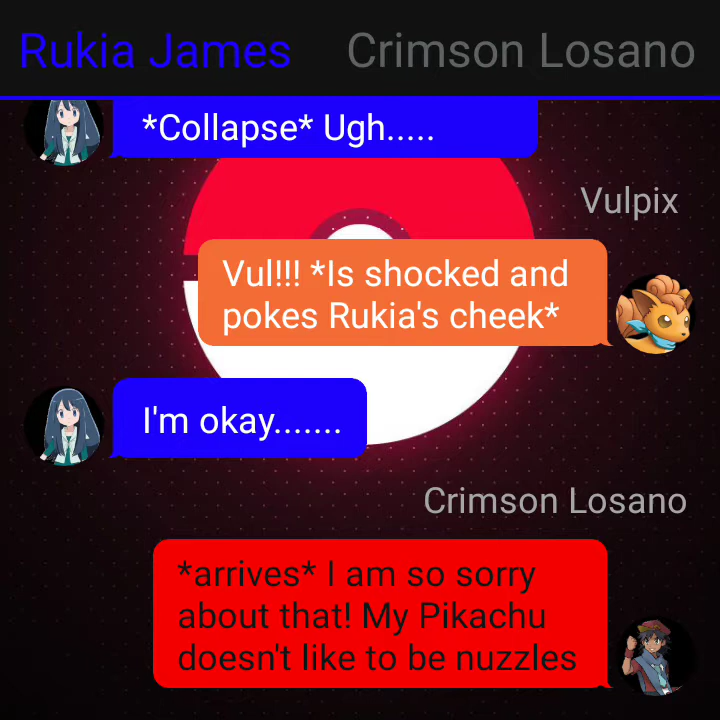 Rukia James Crimson Losano
*Collapse* Ugh.....
Vulpix
Vul!!! *Is shocked and
pokes Rukia's cheek*
I'm okay.......
Crimson Losano
*arrives* I am so sorry
about that! My Pikachu
doesn't like to be nuzzles